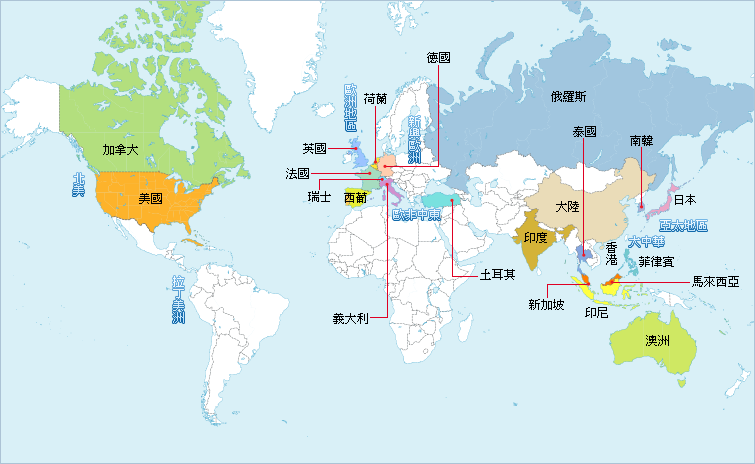 德國
俄羅斯
歐洲地區
荷蘭
新興歐洲
泰國
南韓
英國
加拿大
法國
北美
瑞士
西葡
美國
大陸
日本
歐非中東
亞太地區
印度
大中華
香港
菲律賓
土耳其
馬來西亞
拉丁美洲
新加坡
印尼
義大利
澳洲